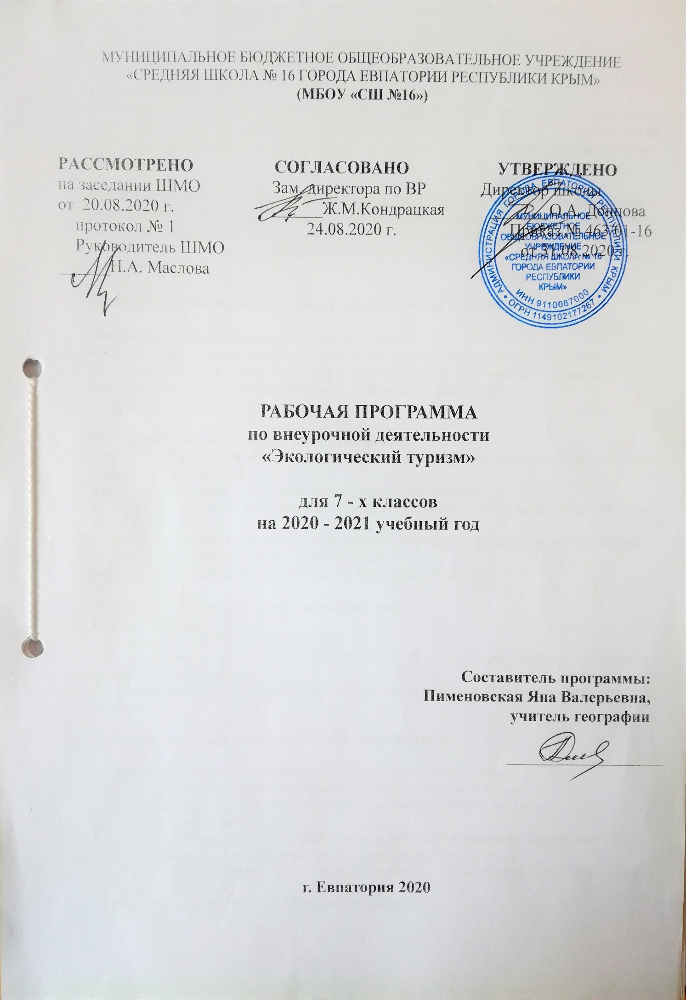 МУНИЦИПАЛЬНОЕ БЮДЖЕТНОЕ ОБЩЕОБРАЗОВАТЕЛЬНОЕ УЧРЕЖДЕНИЕ
«СРЕДНЯЯ ШКОЛА № 16 ГОРОДА ЕВПАТОРИИ РЕСПУБЛИКИ КРЫМ»
(МБОУ «СШ №16»)
РАССМОТРЕНО
на заседании ШМО
от 20.08.2020 г.
протокол № 1
Руководитель ШМО
______Н.А. Маслова
СОГЛАСОВАНО
Зам. директора по ВР
______Ж.М.Кондрацкая
24.08.2020 г.
УТВЕРЖДЕНО
Директор школы
О.А. Донцова
Приказ № 463/01-16
от 31.08.2020 г.
АДМИНИСТРАЦИЯ ГОРОДА ЕВПАТОРИИ РЕСПУБЛИКИ КРЫМ
• ОГРН 1149102177267 •
МУНИЦИПАЛЬНОЕ
БЮДЖЕТНОЕ
ОБЩЕОБРАЗОВАТЕЛЬНОЕ
УЧРЕЖДЕНИЕ
«СРЕДНЯЯ ШКОЛА № 16
ГОРОДА ЕВПАТОРИИ
РЕСПУБЛИКИ
КРЫМ»
ИНН 9110087000
РАБОЧАЯ ПРОГРАММА
по внеурочной деятельности
«Экологический туризм»
для 7 - х классов
на 2020 - 2021 учебный год
Составитель программы:
Пименовская Яна Валерьевна,
учитель географии
г. Евпатория 2020